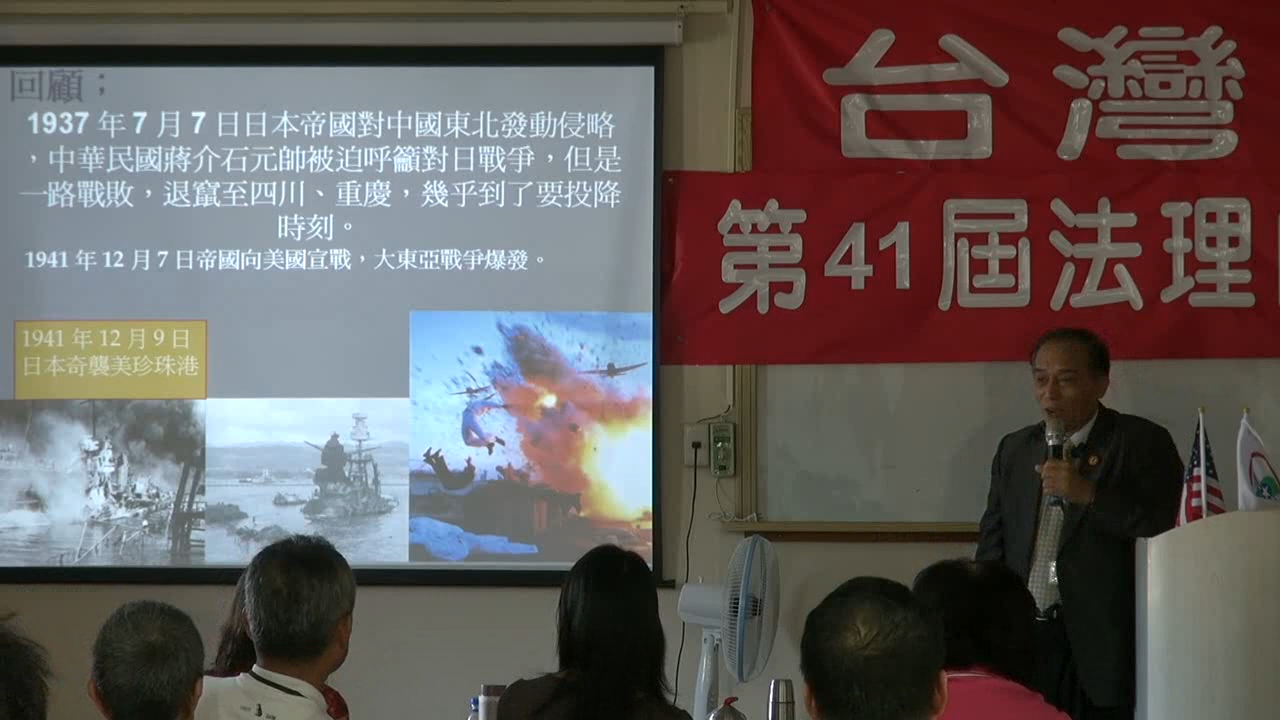 回顧；
1937 年 7 月 7 日日本帝國對中國東北發動侵略
，中華民國蔣介石元帥被迫呼籲對日戰爭，但是
一路戰敗，退竄至四川、重慶，幾乎到了要投降
時刻。
1941 年 12 月 7 日帝國向美國宣戰，大東亞戰爭爆發。
1941 年 12 月 9 日
日本奇襲美珍珠港
台灣
第41屆法理